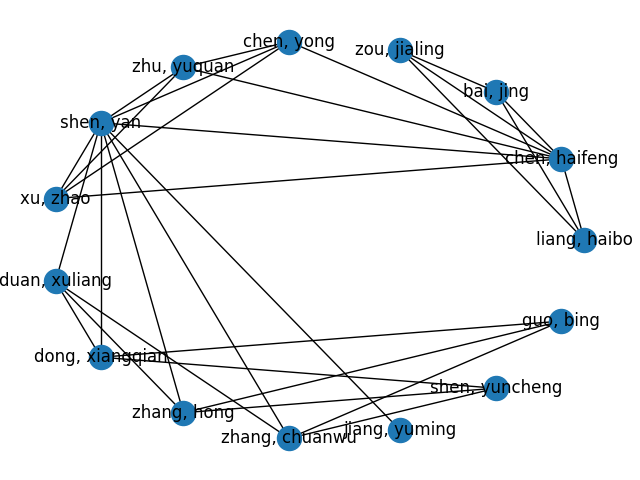 chen, yong
zou, jialing
zhu, yuquan
bai, jing
shen, yan
chen, haifeng
xu, zhao
liang, haibo
duan, xuliang
guo, bing
dong, xiangqian
shen, yuncheng
zhang, hong
zhang, chuanwu
jiang, yuming